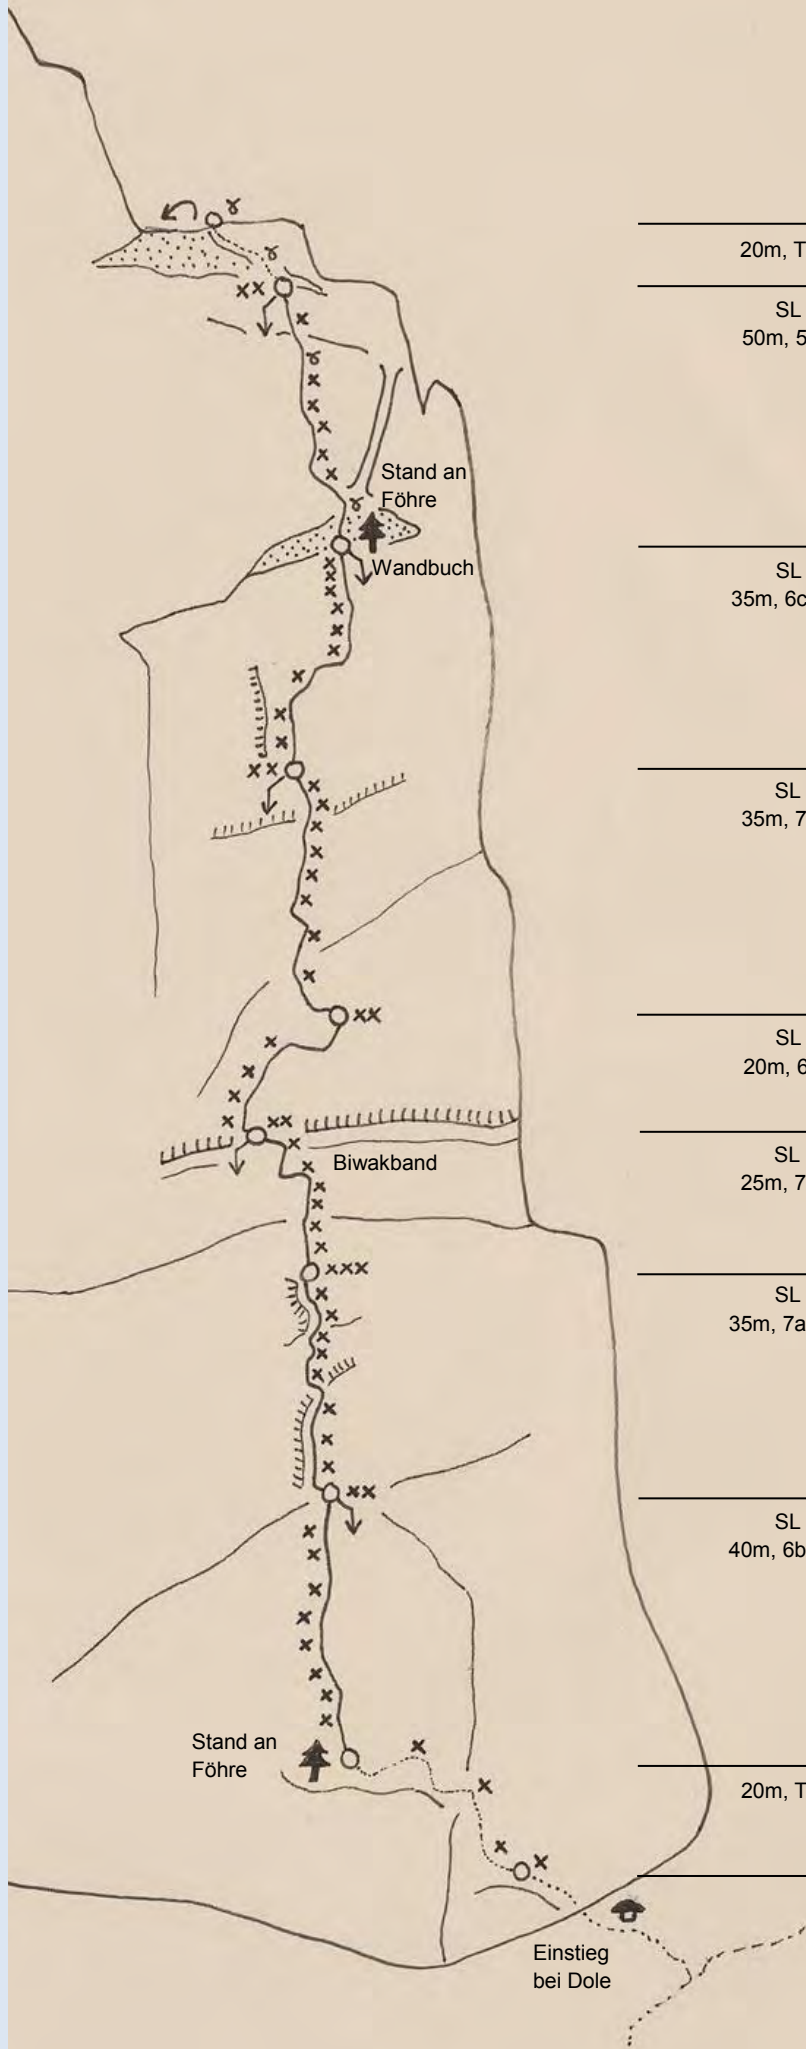 20m, T
SL
50m, 5
Stand an
Föhre
Wandbuch
SL
35m, 6c
SL
35m, 7
SL
20m, 6
Biwakband
SL
25m, 7
SL
35m, 7a
SL
40m, 6b
Stand an
Föhre
20m, T
Einstieg
bei Dole